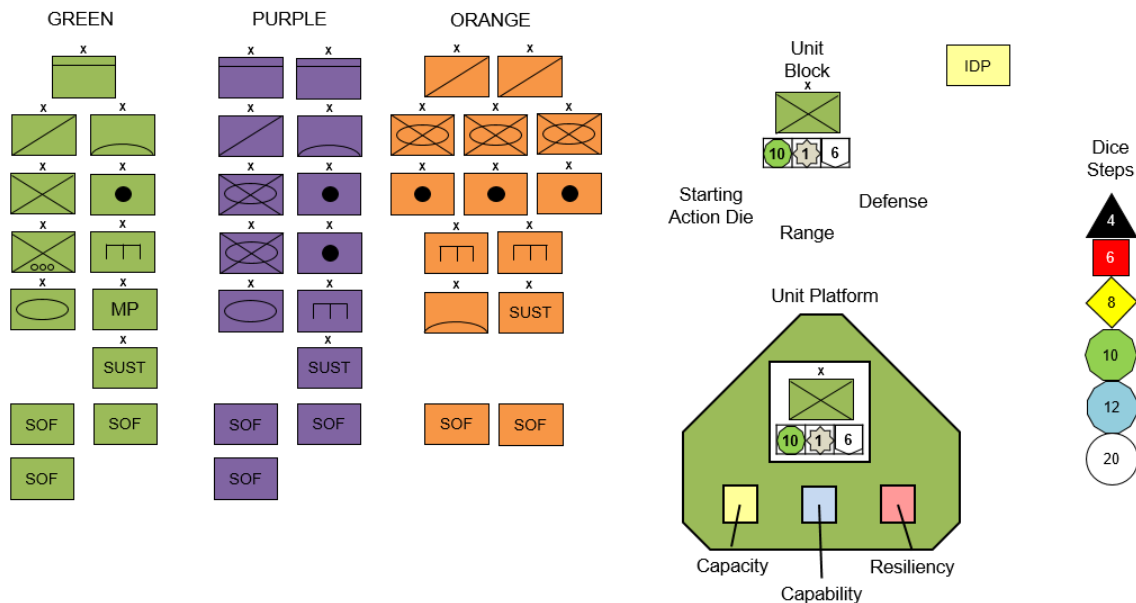 GREEN
X
X X
X X
X X
X X
MP
X
SUST
SOF SOF
SOF
PURPLE
X X
X X
X X
X X
X X
X
SUST
SOF SOF
SOF
ORANGE
X X
X X X
X X X
X X
X X
SUST
SOF SOF
Unit
Block
X
10 1 6
Starting
Action Die
Range
Defense
IDP
Unit Platform
X
10 1 6
Capacity
Capability
Resiliency
Dice
Steps
4
6
8
10
12
20